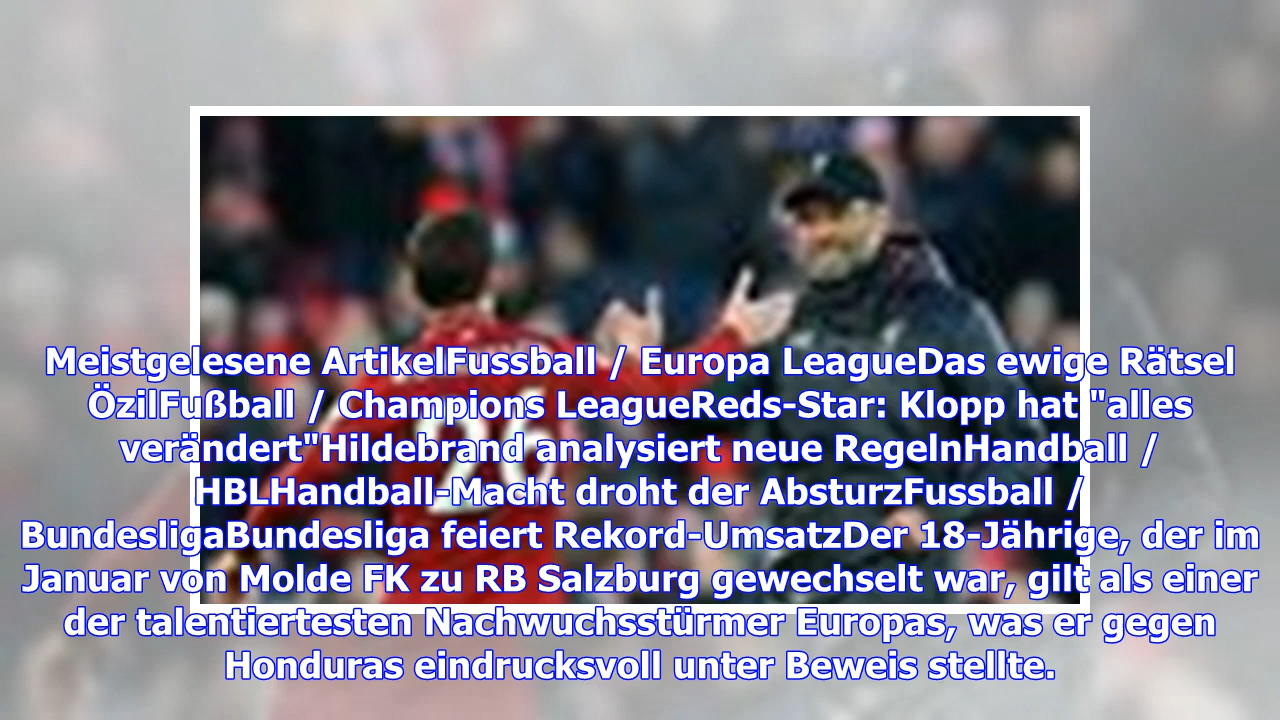 Meistgelesene ArtikelFussball / Europa LeagueDas ewige Rätsel
ÖzilFußball / Champions LeagueReds-Star: Klopp hat "alles
verändert"Hildebrand analysiert neue RegelnHandball /
HBLHandball-Macht droht der AbsturzFussball /
BundesligaBundesliga feiert Rekord-UmsatzDer 18-Jährige, der im
Januar von Molde FK zu RB Salzburg gewechselt war, gilt als einer
der talentiertesten Nachwuchsstürmer Europas, was er gegen
Honduras eindrucksvoll unter Beweis stellte.
26